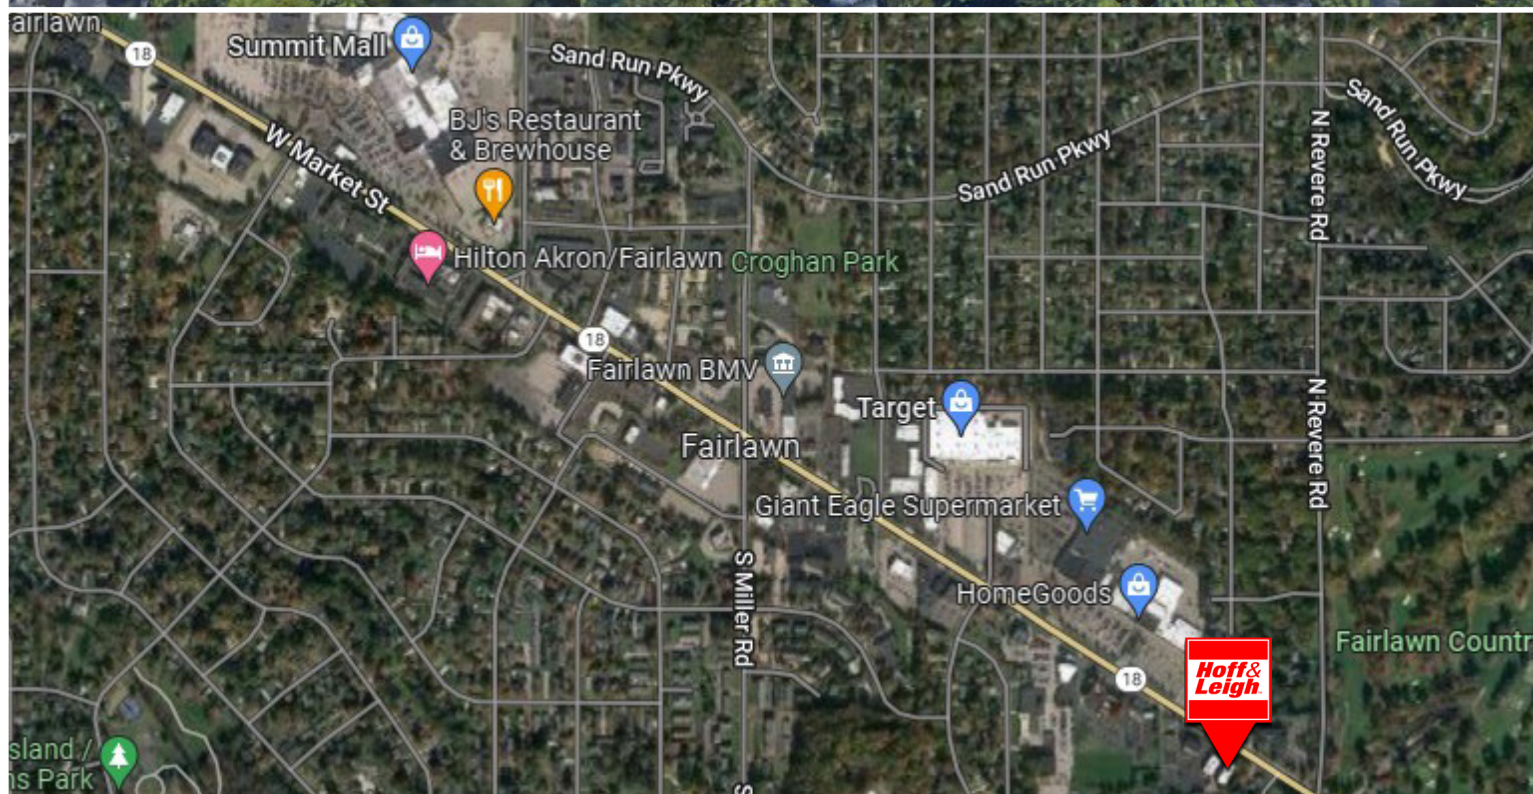 airlawn
18
Summit Mall
Sand Run Pkwy
BJ's Restaurant
& Brewhouse
W Market St
Sand Run Pkwy
N Revere Rd
Sand Run Pkwy
Hilton Akron/Fairlawn
Croghan Park
18
Fairlawn BMV
Target
N Revere Rd
Fairlawn
Giant Eagle Supermarket
S Miller Rd
HomeGoods
Fairlawn Countr
18
Hoff&
Leigh
sland /
ns Park
S